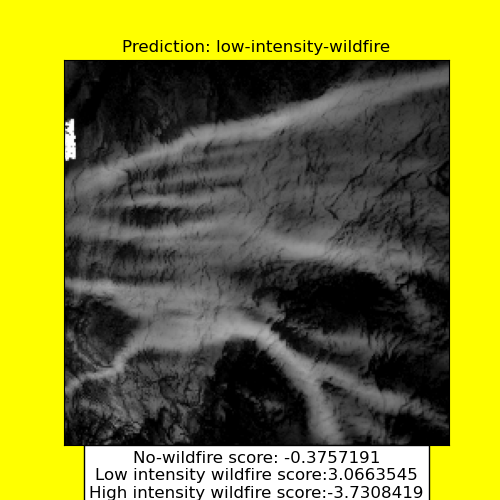 Prediction: low-intensity-wildfire
No-wildfire score: -0.3757191
Low intensity wildfire score:3.0663545
High intensity wildfire score:-3.7308419